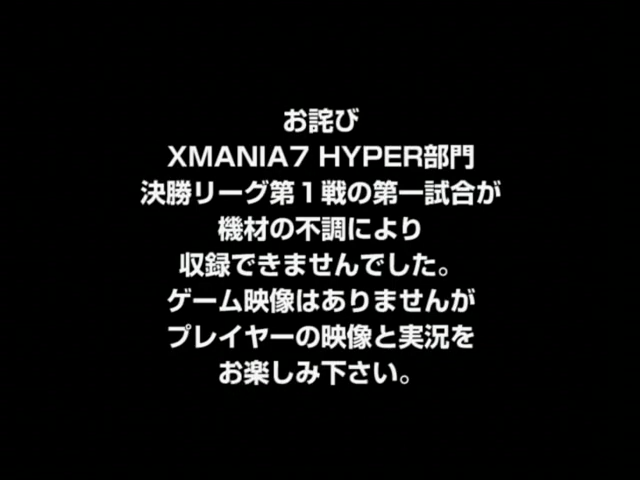 お詫び
XMANIA7 HYPER部門
決勝リーグ第１戦の第一試合が
機材の不調により
収録できませんでした。
ゲーム映像はありませんが
プレイヤーの映像と実況を
お楽しみ下さい。